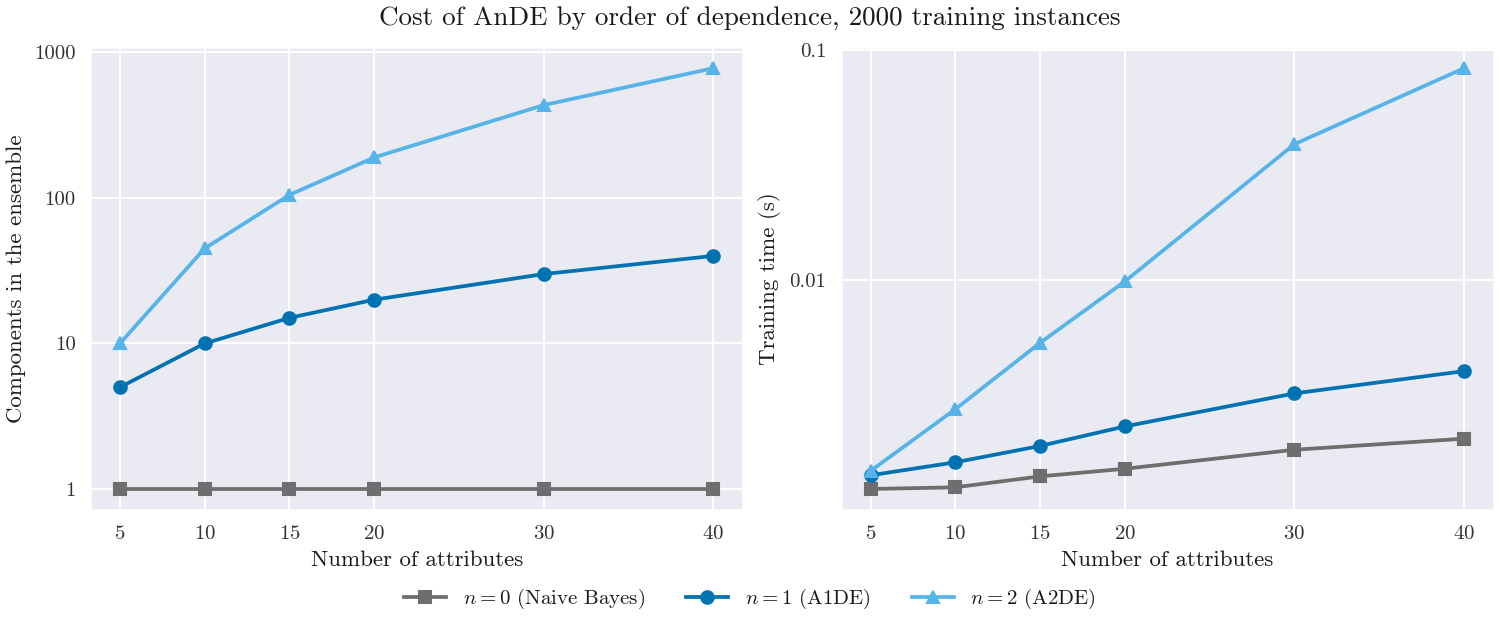 Cost of AnDE by order of dependence, 2000 training instances
Components in the ensemble
1000
100
10
1
5 10 15 20 30 40
Number of attributes
Training time (s)
0.1
0.01
5 10 15 20 30 40
Number of attributes
n = 0 (Naive Bayes) n = 1 (A1DE) n = 2 (A2DE)